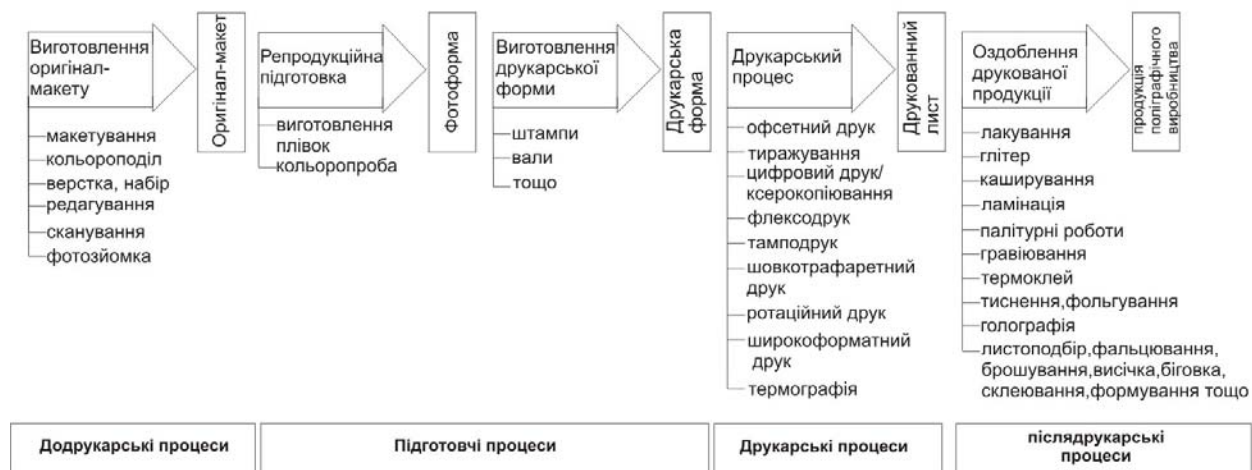 Виготовлення
оригінал-
макету
макетування
кольороподіл
верстка, набір
редагування
сканування
фотозйомка
Оригінал-макет
Репродукційна
підготовка
виготовлення
плівок
кольоропроба
Фотоформа
Виготовлення
друкарської
форми
штампи
вали
тощо
Друкарська
форма
Друкарський
процес
офсетний друк
тиражування
цифровий друк/
ксерокопіювання
флексодрук
тамподрук
шовкотрафаретний
друк
ротаційний друк
широкоформатний
друк
термографія
Друкованний
лист
Оздоблення
друкованої
продукції
лакування
глітер
каширування
ламінація
палітурні роботи
гравіювання
термоклей
тиснення,фольгування
голографія
листоподбір,фальцювання,
брошування,висічка,біговка,
склеювання,формування тощо
продукція
поліграфічного
виробництва
Додрукарські процеси
Підготовчі процеси
Друкарські процеси
післядрукарські
процеси